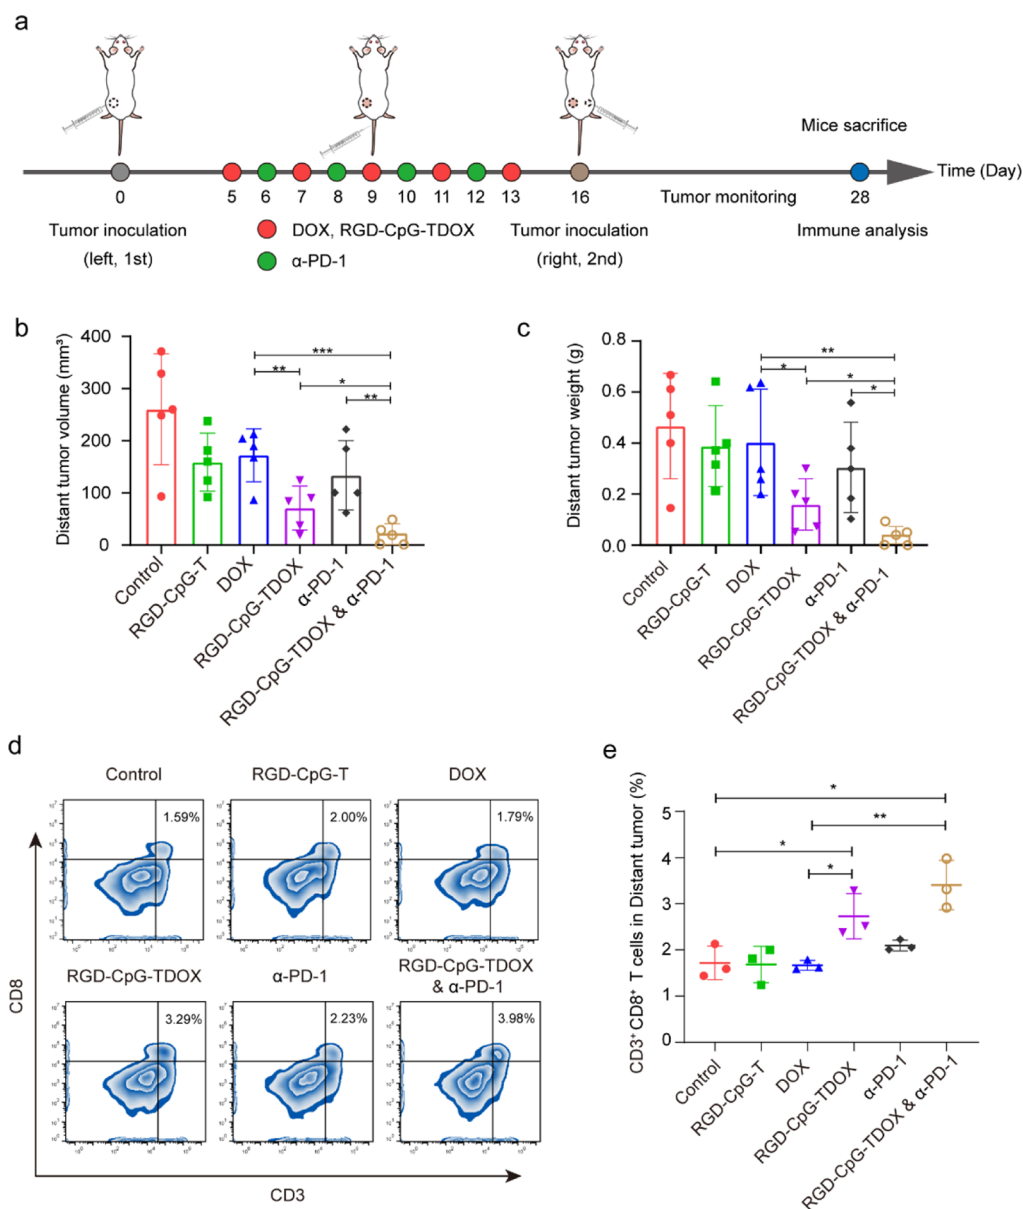 a
Mice sacrifice
Time (Day)
0 5 6 7 8 9 10 11 12 13 16 Tumor monitoring 28
Tumor inoculation
(left, 1st)
DOX, RGD-CpG-TDOX
α-PD-1
Tumor inoculation
(right, 2nd)
Immune analysis
b
Distant tumor volume (mm³)
400
300
200
100
0
***
**
*
**
Control
RGD-CpG-T
DOX
RGD-CpG-TDOX
α-PD-1
RGD-CpG-TDOX & α-PD-1
c
Distant tumor weight (g)
0.8
0.6
0.4
0.2
0.0
**
*
*
*
Control
RGD-CpG-T
DOX
RGD-CpG-TDOX
α-PD-1
RGD-CpG-TDOX & α-PD-1
d
Control
RGD-CpG-T
DOX
1.59%
2.00%
1.79%
RGD-CpG-TDOX
α-PD-1
RGD-CpG-TDOX
& α-PD-1
3.29%
2.23%
3.98%
CD8
CD3
e
CD3⁺ CD8⁺ T cells in Distant tumor (%)
5
4
3
2
1
0
*
**
*
*
Control
RGD-CpG-T
DOX
RGD-CpG-TDOX
α-PD-1
RGD-CpG-TDOX & α-PD-1